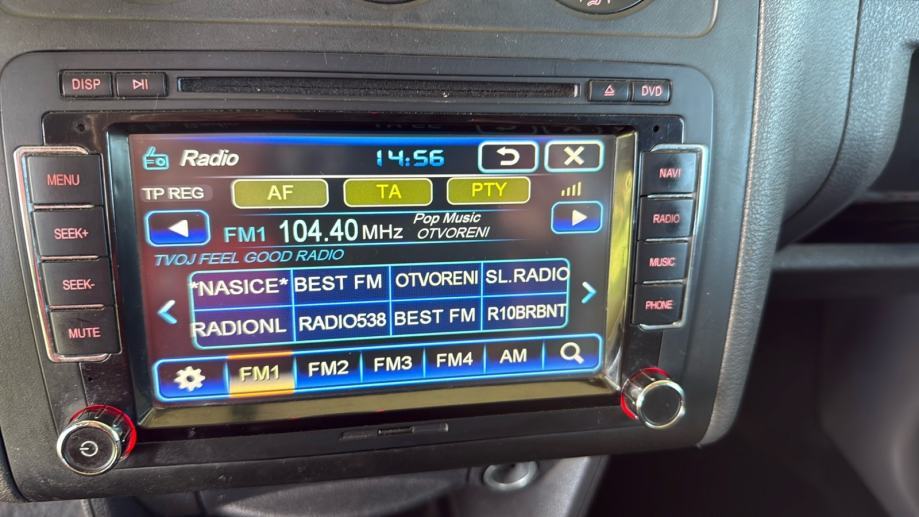 DISP
DVD
Radio 14:56
TP REG AF TA PTY
FM1 104.40 MHz Pop Music OTVORENI
TVOJ FEEL GOOD RADIO
*NASICE* BEST FM OTVORENI SL.RADIO
RADIONL RADIO538 BEST FM R10BRBNT
FM1 FM2 FM3 FM4 AM
MENU
SEEK+
SEEK-
MUTE
NAVI
RADIO
MUSIC
PHONE